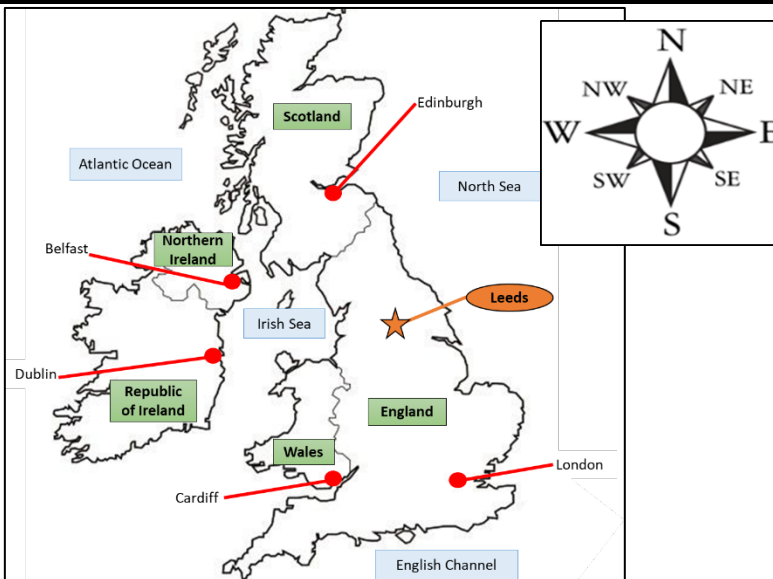 N
NW
NE
W
E
SW
SE
S
Edinburgh
Scotland
Atlantic Ocean
North Sea
Northern
Ireland
Belfast
Leeds
Irish Sea
Dublin
Republic
of Ireland
England
Wales
London
Cardiff
English Channel